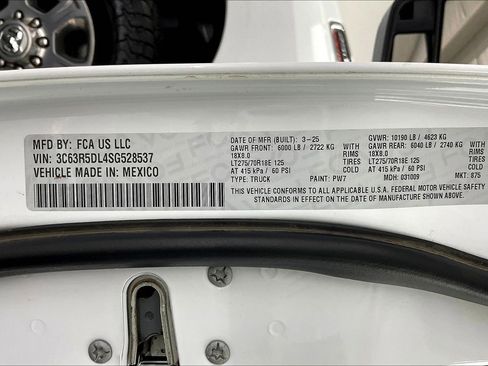 MFD BY: FCA US LLC
VIN: 3C63R5DL4SG528537
VEHICLE MADE IN: MEXICO
DATE OF MFR (BUILT): 3-25
GVWR: 10190 LB / 4623 KG
GAWR FRONT: 6000 LB / 2722 KG WITH
18X8.0 RIMS
LT275/70R18E 125 TIRES
AT 415 kPa / 60 PSI COLD
GAWR REAR: 6040 LB / 2740 KG WITH
18X8.0 RIMS
LT275/70R18E 125 TIRES
AT 415 kPa / 60 PSI COLD
TYPE: TRUCK PAINT: PW7 MDH: 031009 MKT: 875
THIS VEHICLE CONFORMS TO ALL APPLICABLE U.S.A. FEDERAL MOTOR VEHICLE SAFETY
STANDARDS IN EFFECT ON THE DATE OF MANUFACTURE SHOWN ABOVE.